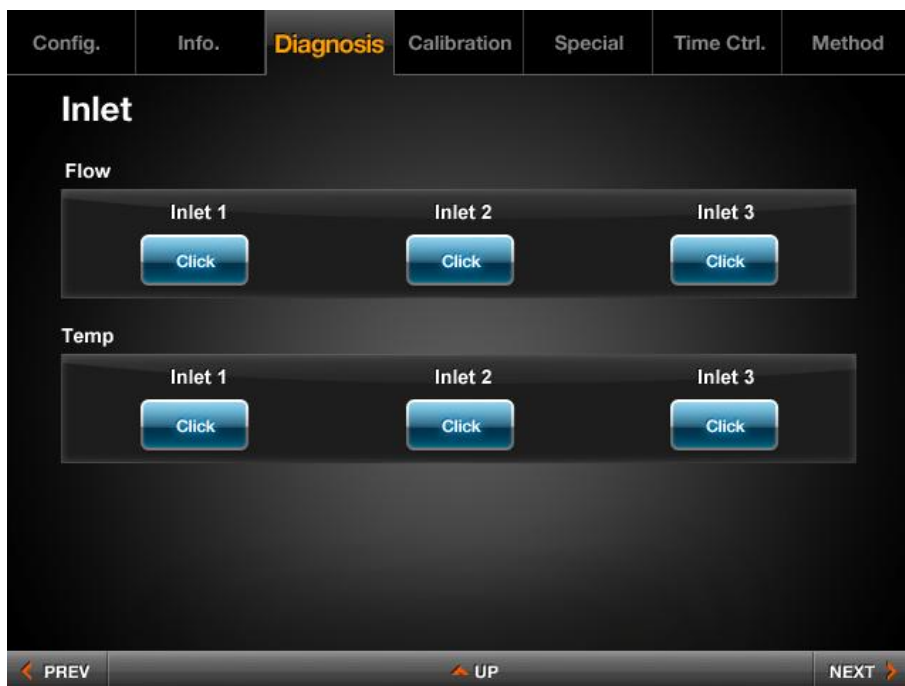 Config. Info. Diagnosis Calibration Special Time Ctrl. Method
Inlet
Flow
Inlet 1 Inlet 2 Inlet 3
Click Click Click
Temp
Inlet 1 Inlet 2 Inlet 3
Click Click Click
PREV UP NEXT